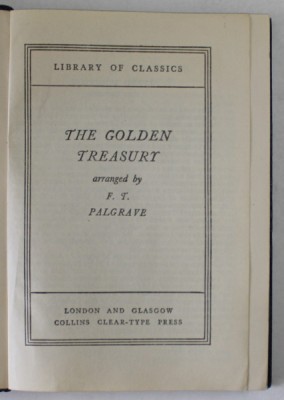 LIBRARY OF CLASSICS
THE GOLDEN
TREASURY
arranged by
F. T.
PALGRAVE
LONDON AND GLASGOW
COLLINS CLEAR-TYPE PRESS